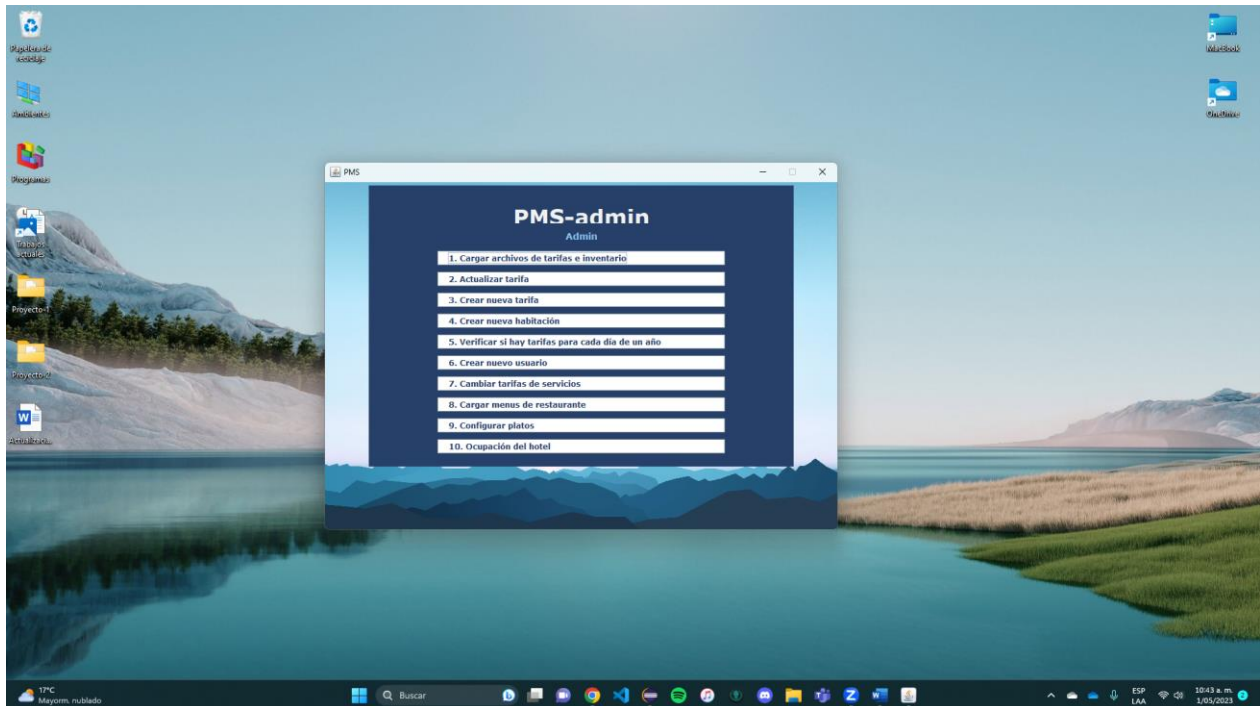 Papelera de
reciclaje
Ambientes
Programas
Trabajos
actuales
Proyecto-1
Proyecto-2
MacBook
OneDrive
PMS
PMS-admin
Admin
1. Cargar archivos de tarifas e inventario
2. Actualizar tarifa
3. Crear nueva tarifa
4. Crear nueva habitación
5. Verificar si hay tarifas para cada día de un año
6. Crear nuevo usuario
7. Cambiar tarifas de servicios
8. Cargar menus de restaurante
9. Configurar platos
10. Ocupación del hotel
17°C
Mayorm. nublado
Buscar
ESP
LAA
10:43 a. m.
1/05/2023